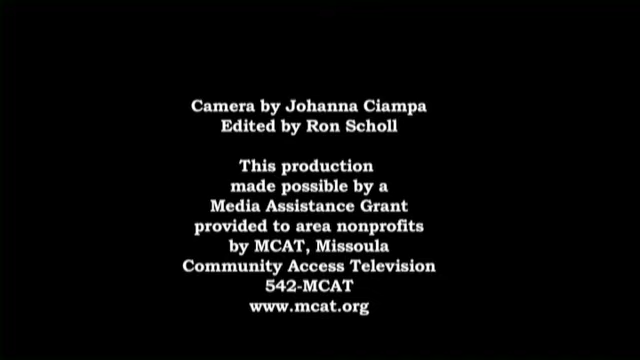 Camera by Johanna Ciampa
Edited by Ron Scholl
This production
made possible by a
Media Assistance Grant
provided to area nonprofits
by MCAT, Missoula
Community Access Television
542-MCAT
www.mcat.org